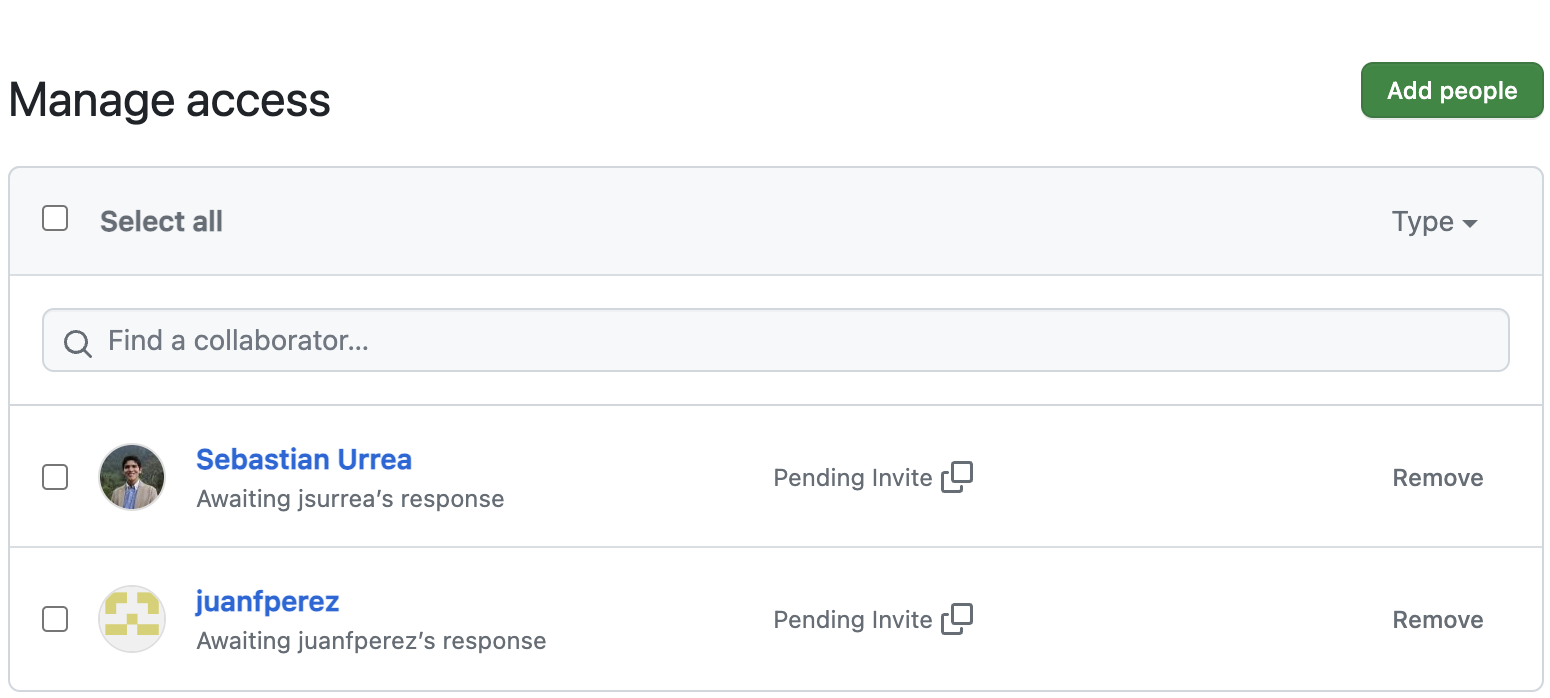 Manage access
Add people
Select all
Type
Find a collaborator...
Sebastian Urrea
Awaiting jsurrea’s response
Pending Invite
Remove
juanfperez
Awaiting juanfperez’s response
Pending Invite
Remove